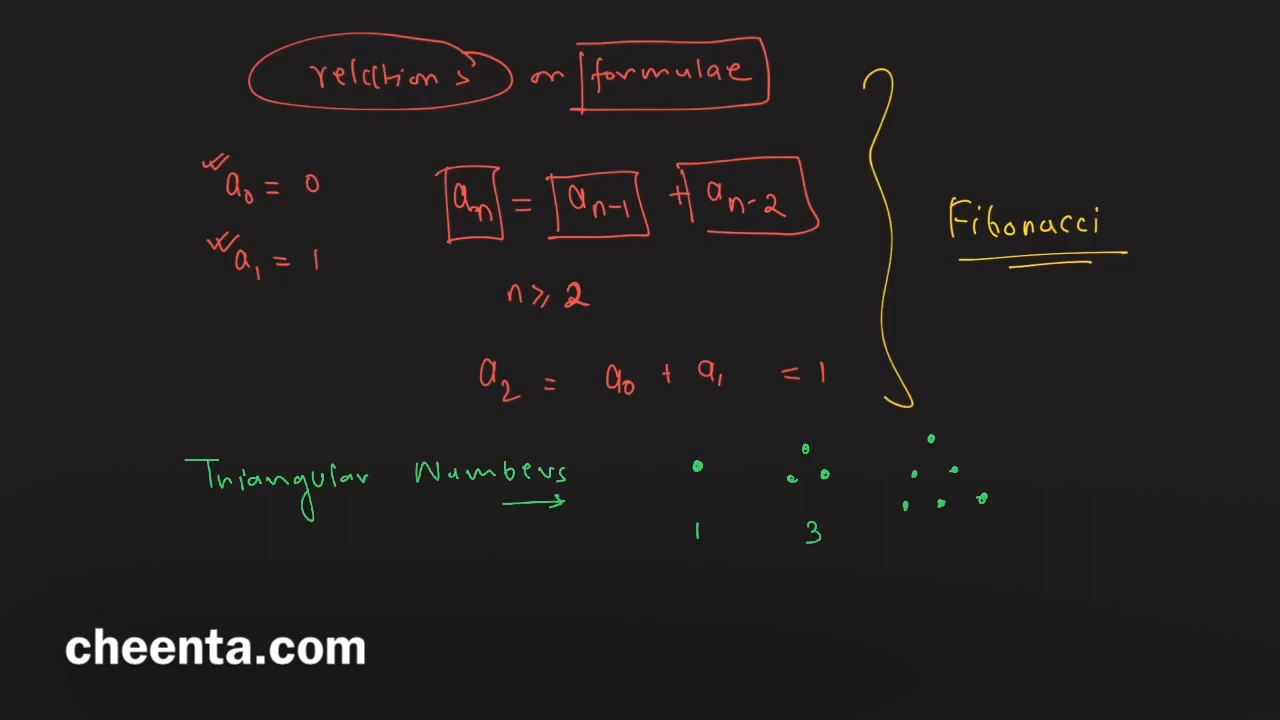 relations or formulae
a₀ = 0
aₙ = aₙ₋₁ + aₙ₋₂
a₁ = 1
n ⩾ 2
Fibonacci
a₂ = a₀ + a₁ = 1
Triangular Numbers →
1 3
cheenta.com